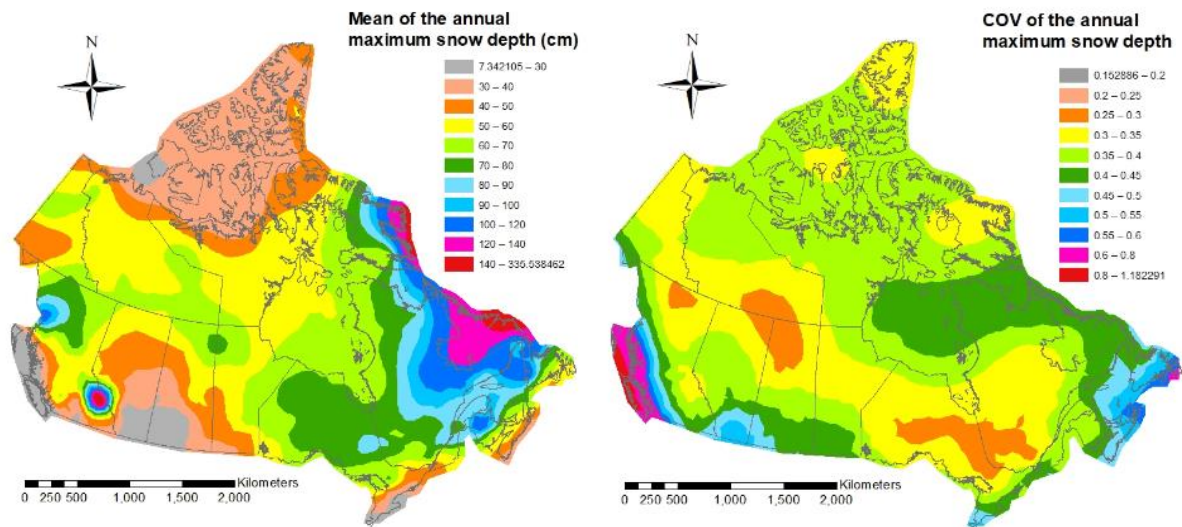 Mean of the annual
maximum snow depth (cm)
N
7.342105 – 30
30 – 40
40 – 50
50 – 60
60 – 70
70 – 80
80 – 90
90 – 100
100 – 120
120 – 140
140 – 335.538462
Kilometers
0 250 500 1,000 1,500 2,000
COV of the annual
maximum snow depth
N
0.152886 – 0.2
0.2 – 0.25
0.25 – 0.3
0.3 – 0.35
0.35 – 0.4
0.4 – 0.45
0.45 – 0.5
0.5 – 0.55
0.55 – 0.6
0.6 – 0.8
0.8 – 1.182291
Kilometers
0 250 500 1,000 1,500 2,000